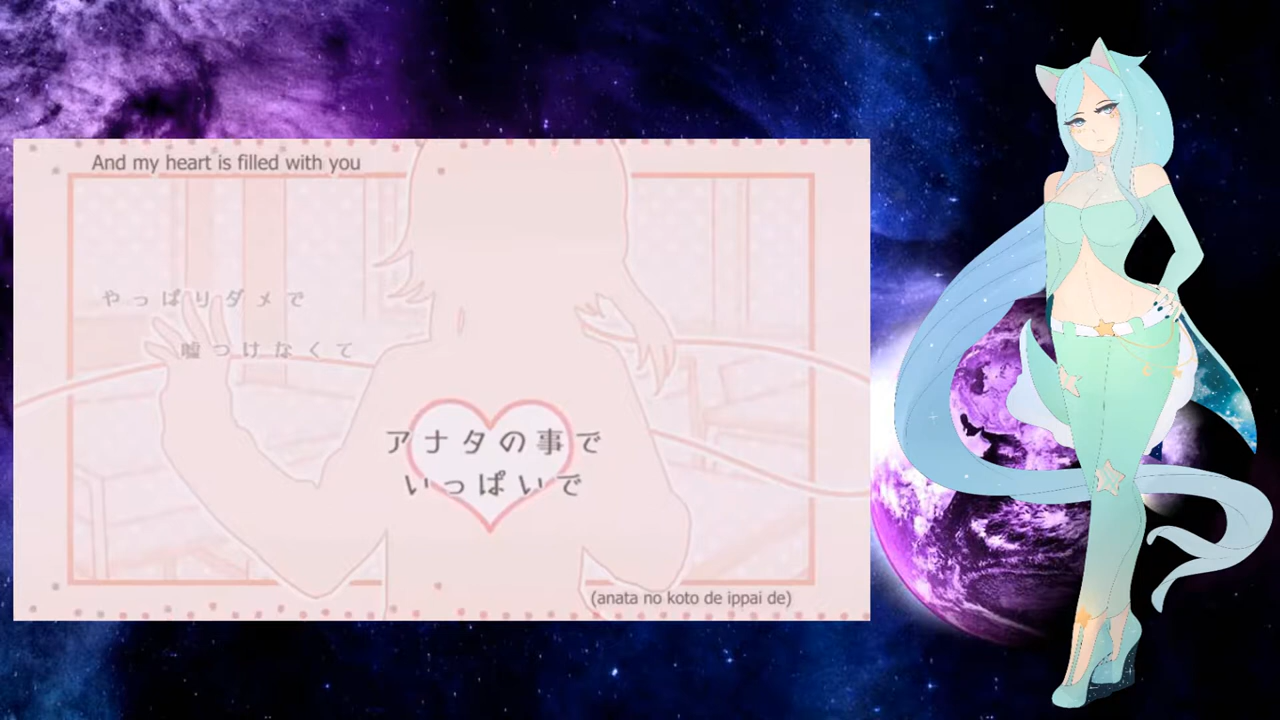 And my heart is filled with you
やっぱりダメで
嘘つけなくて
アナタの事で
いっぱいで
(anata no koto de ippai de)